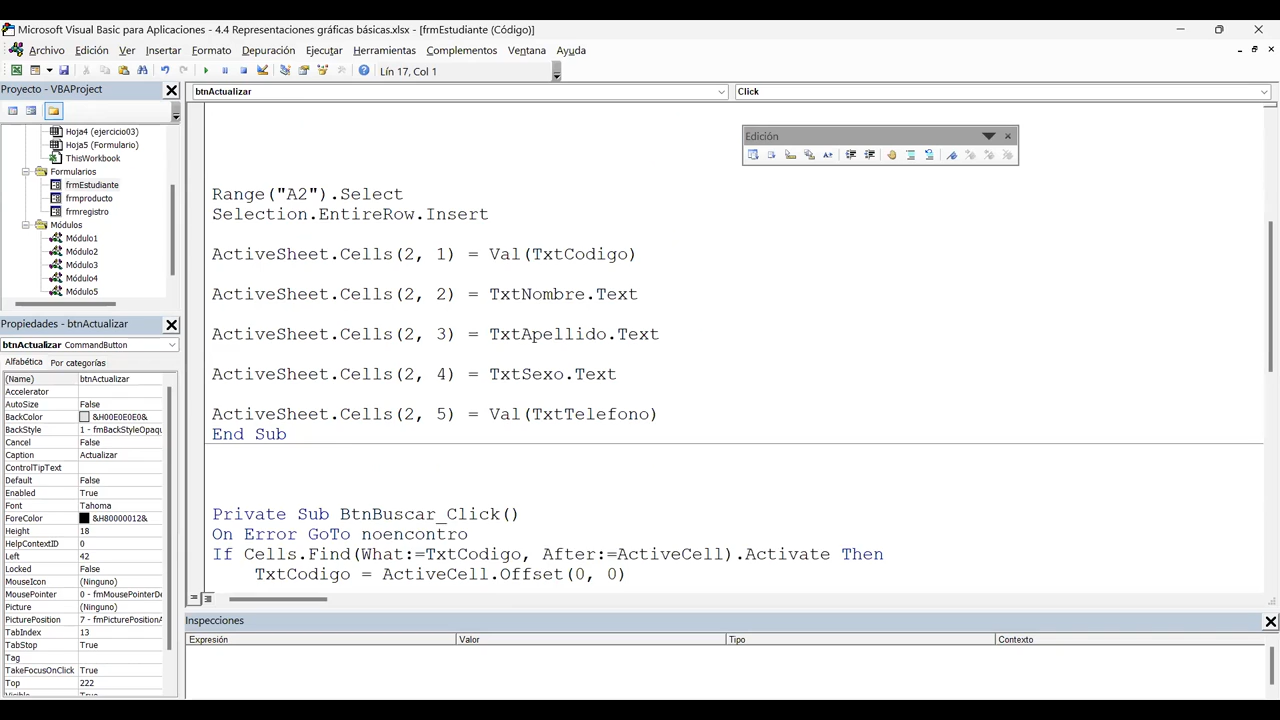 Microsoft Visual Basic para Aplicaciones - 4.4 Representaciones gráficas básicas.xlsx - [frmEstudiante (Código)]
Archivo Edición Ver Insertar Formato Depuración Ejecutar Herramientas Complementos Ventana Ayuda
Lín 17, Col 1
Proyecto - VBAProject
Hoja4 (ejercicio03)
Hoja5 (Formulario)
ThisWorkbook
Formularios
frmEstudiante
frmproducto
frmregistro
Módulos
Módulo1
Módulo2
Módulo3
Módulo4
Módulo5
Propiedades - btnActualizar
btnActualizar CommandButton
Alfabética Por categorías
(Name) btnActualizar
Accelerator
AutoSize False
BackColor &H00E0E0E0&
BackStyle 1 - fmBackStyleOpaqu
Cancel False
Caption Actualizar
ControlTipText
Default False
Enabled True
Font Tahoma
ForeColor &H80000012&
Height 18
HelpContextID 0
Left 42
Locked False
MouseIcon (Ninguno)
MousePointer 0 - fmMousePointerDe
Picture (Ninguno)
PicturePosition 7 - fmPicturePositionA
TabIndex 13
TabStop True
Tag
TakeFocusOnClick True
Top 222
Visible True
btnActualizar Click
Edición
Range("A2").Select
Selection.EntireRow.Insert
ActiveSheet.Cells(2, 1) = Val(TxtCodigo)
ActiveSheet.Cells(2, 2) = TxtNombre.Text
ActiveSheet.Cells(2, 3) = TxtApellido.Text
ActiveSheet.Cells(2, 4) = TxtSexo.Text
ActiveSheet.Cells(2, 5) = Val(TxtTelefono)
End Sub
Private Sub BtnBuscar_Click()
On Error GoTo noencontro
If Cells.Find(What:=TxtCodigo, After:=ActiveCell).Activate Then
TxtCodigo = ActiveCell.Offset(0, 0)
Inspecciones
Expresión Valor Tipo Contexto